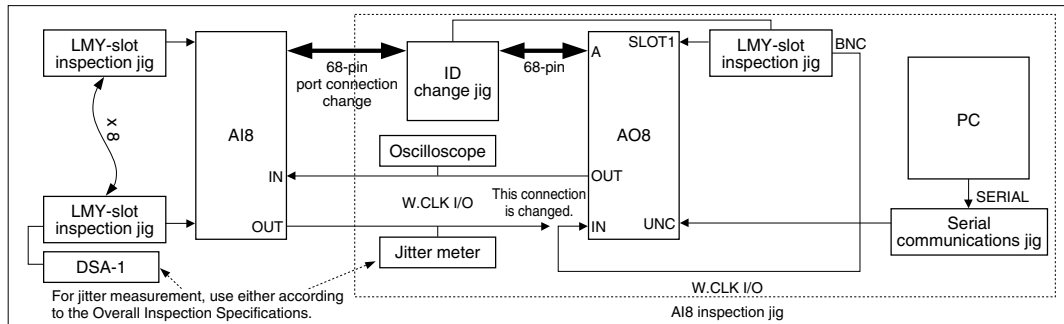 LMY-slot
inspection jig
x 8
LMY-slot
inspection jig
DSA-1
For jitter measurement, use either according
to the Overall Inspection Specifications.
AI8
IN
OUT
68-pin
port connection
change
ID
change jig
68-pin
Oscilloscope
W.CLK I/O
Jitter meter
This connection
is changed.
A
SLOT1
AO8
OUT
IN
UNC
LMY-slot
inspection jig
BNC
PC
SERIAL
Serial
communications jig
W.CLK I/O
AI8 inspection jig